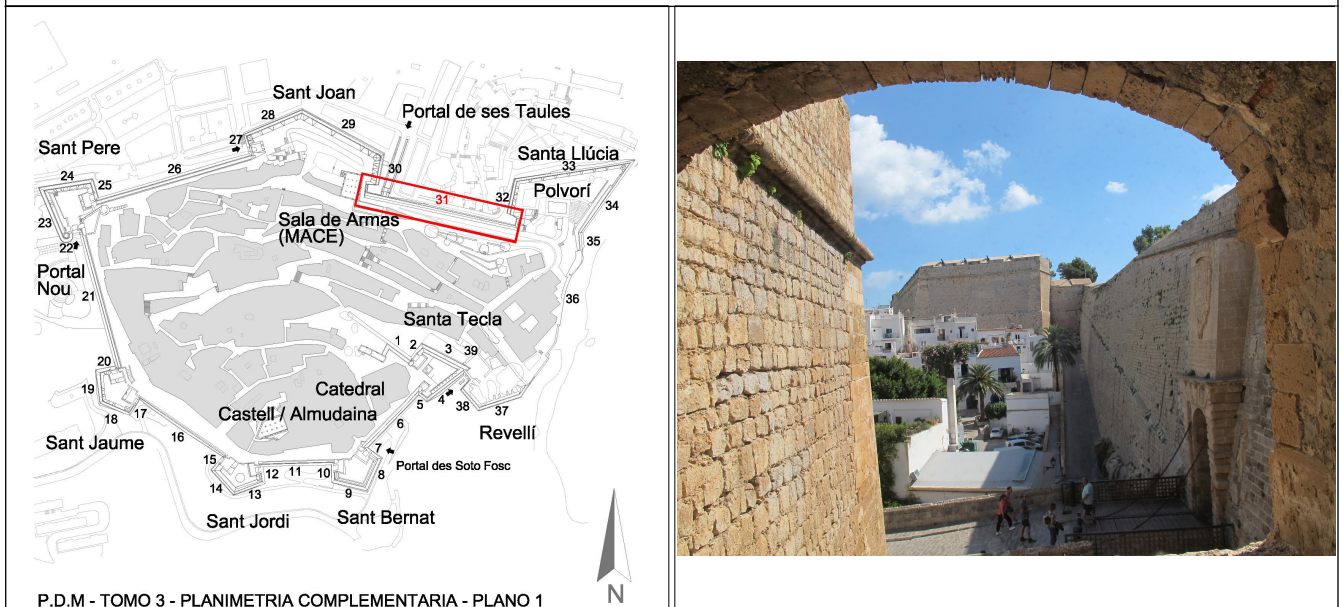 Sant Joan
28
29
Portal de ses Taules
27
Sant Pere
26
30
Santa Llúcia
33
24
25
31
32
Polvorí
34
23
Sala de Armas
(MACE)
22
35
Portal
Nou
21
36
Santa Tecla
1
2
3
39
20
19
Catedral
5
4
38
37
18
17
Castell / Almudaina
6
Revellí
Sant Jaume
16
7
Portal des Soto Fosc
15
12
11
10
8
14
13
9
Sant Jordi
Sant Bernat
N
P.D.M - TOMO 3 - PLANIMETRIA COMPLEMENTARIA - PLANO 1